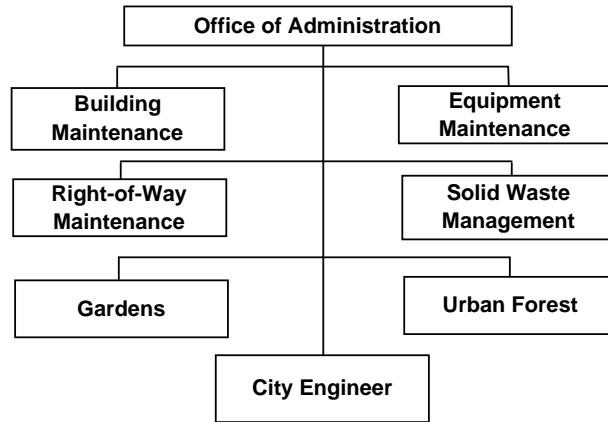 Office of Administration
Building
Maintenance
Equipment
Maintenance
Right-of-Way
Maintenance
Solid Waste
Management
Gardens
Urban Forest
City Engineer